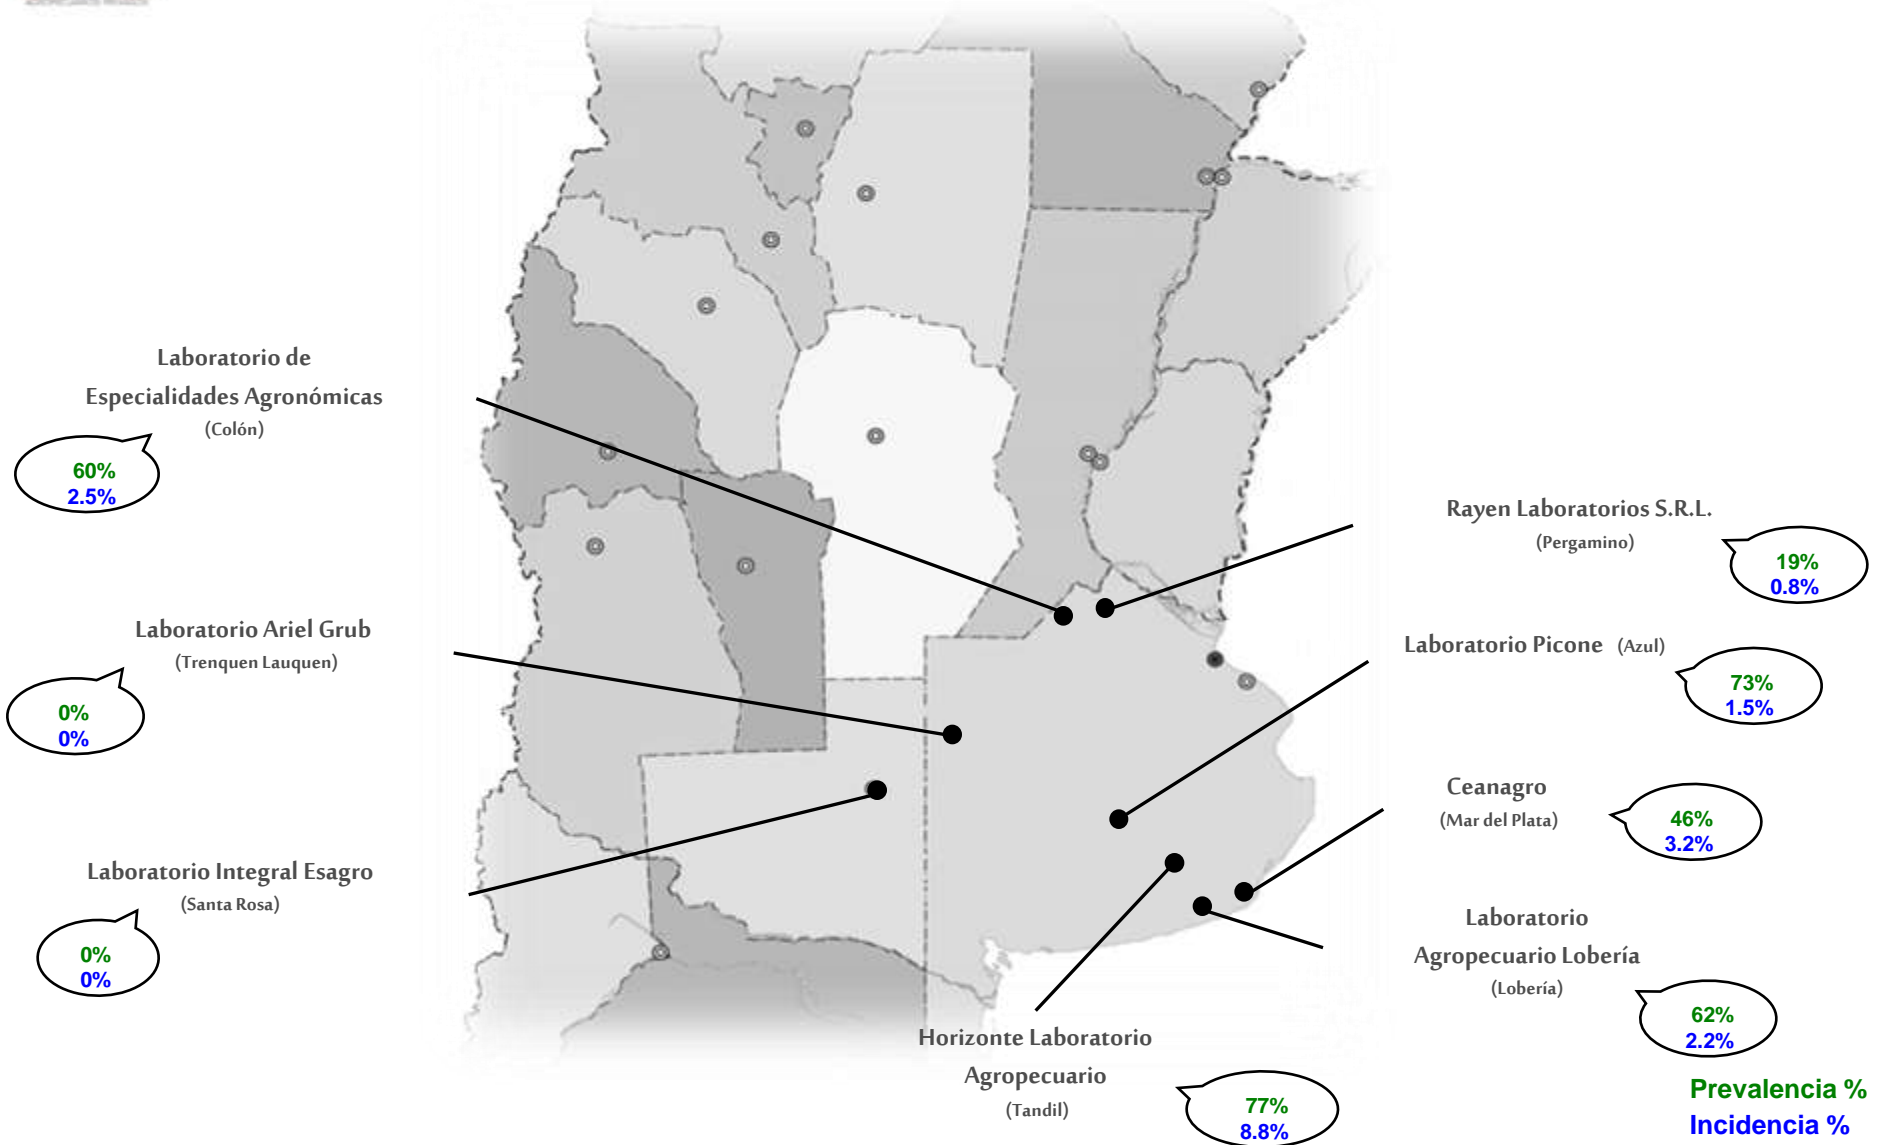 Laboratorio de
Especialidades Agronómicas
(Colón)
60%
2.5%
Laboratorio Ariel Grub
(Trenquen Lauquen)
0%
0%
Laboratorio Integral Esagro
(Santa Rosa)
0%
0%
Rayen Laboratorios S.R.L.
(Pergamino)
19%
0.8%
Laboratorio Picone (Azul)
73%
1.5%
Ceanagro
(Mar del Plata)
46%
3.2%
Laboratorio
Agropecuario Lobería
(Lobería)
62%
2.2%
Horizonte Laboratorio
Agropecuario
(Tandil)
77%
8.8%
Prevalencia %
Incidencia %